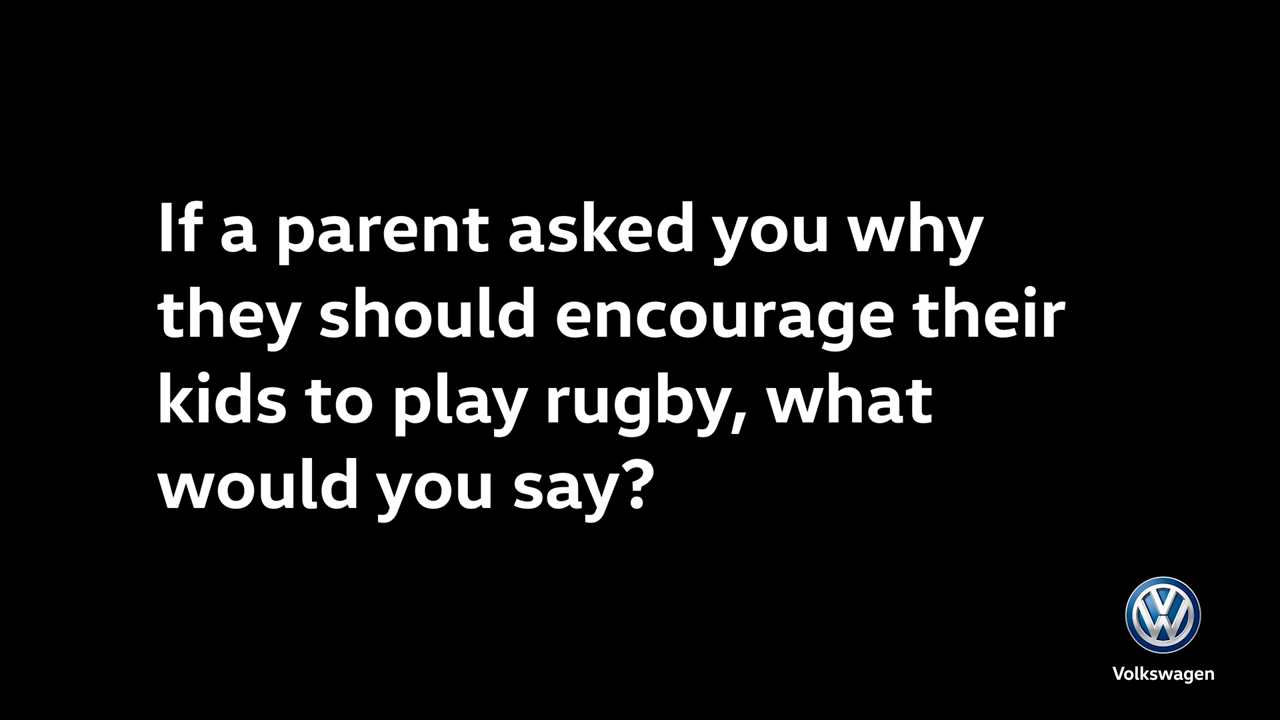 If a parent asked you why
they should encourage their
kids to play rugby, what
would you say?
Volkswagen